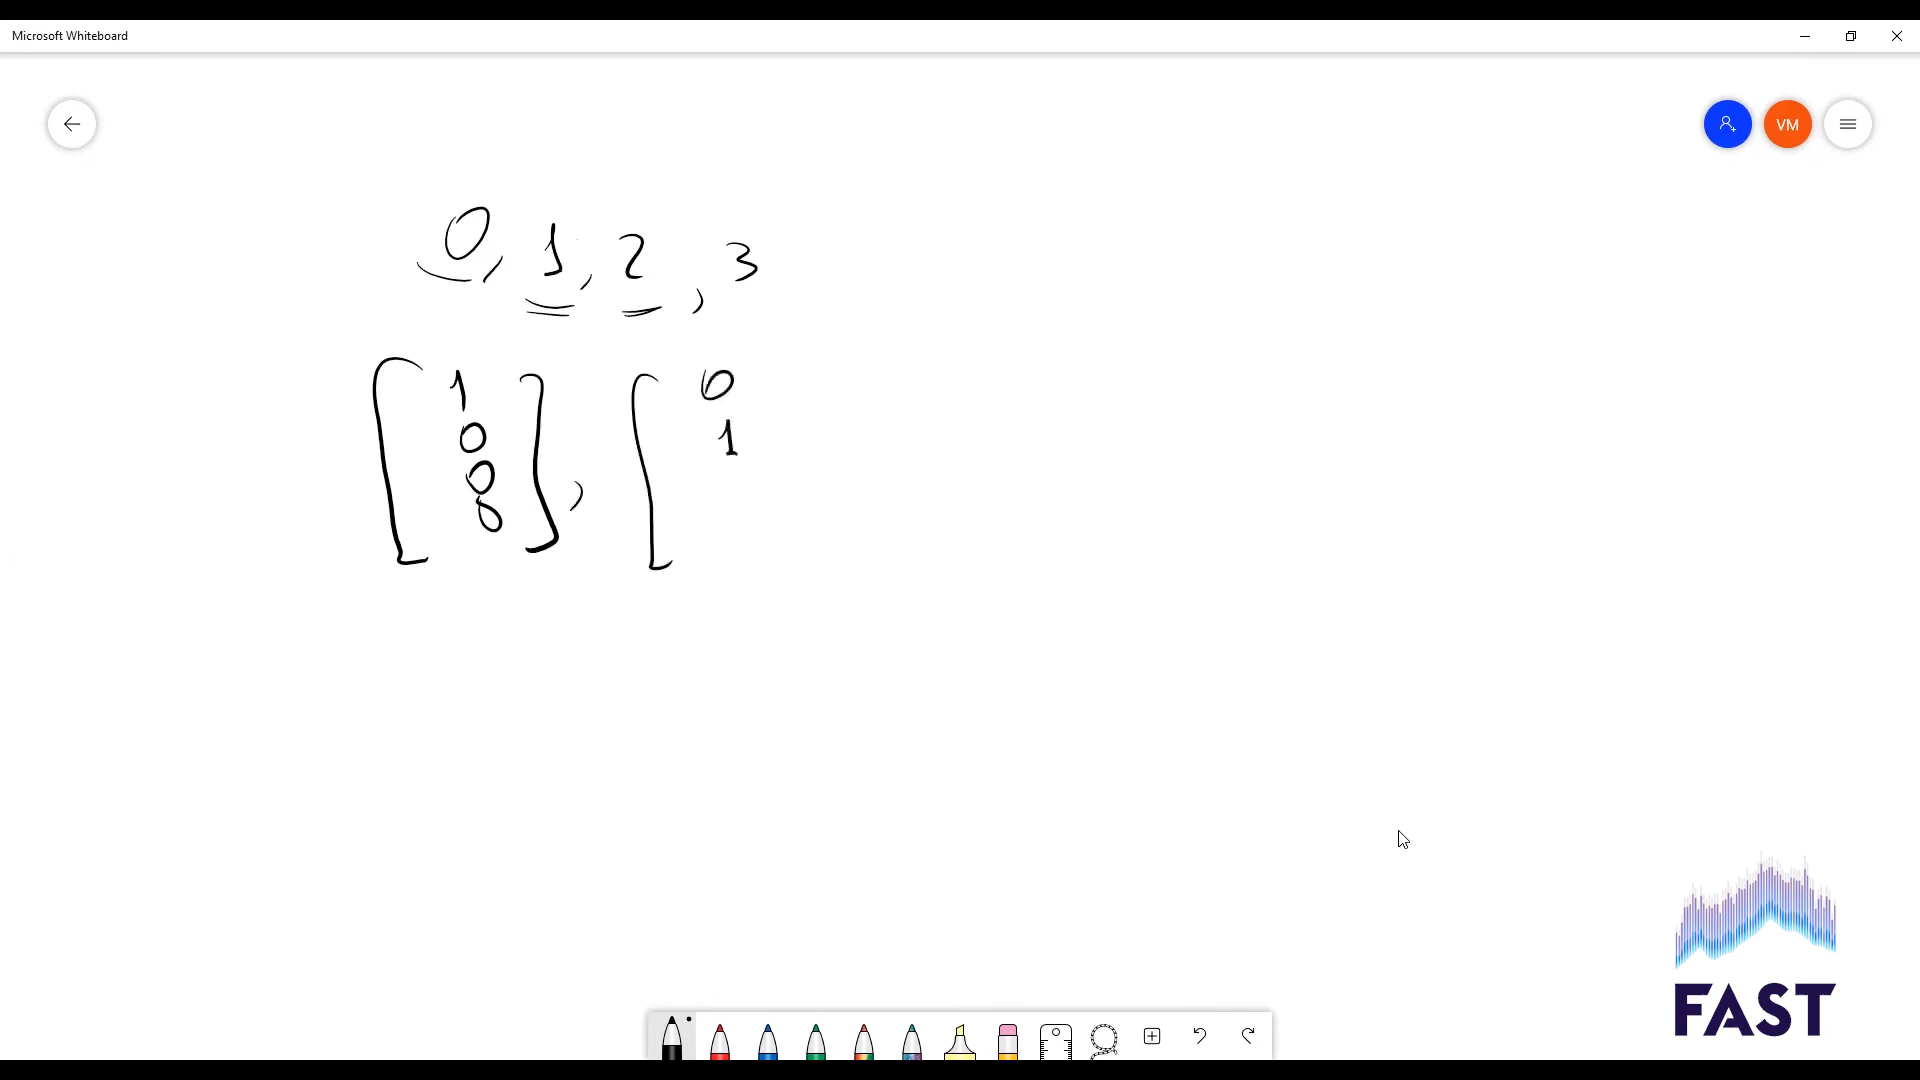 Microsoft Whiteboard
VM
0, 1, 2, 3
[ 1 ], [ 0
0 1
0
0
FAST